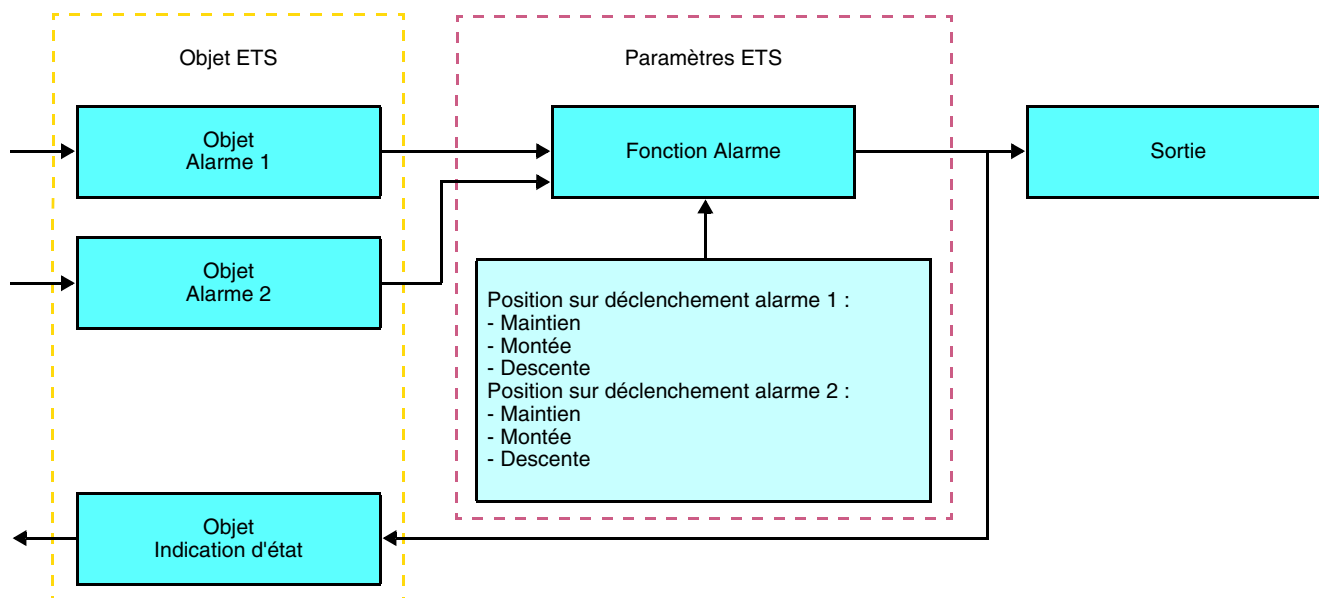 Objet ETS
Paramètres ETS
Objet
Alarme 1
Fonction Alarme
Sortie
Objet
Alarme 2
Position sur déclenchement alarme 1 :
- Maintien
- Montée
- Descente
Position sur déclenchement alarme 2 :
- Maintien
- Montée
- Descente
Objet
Indication d'état